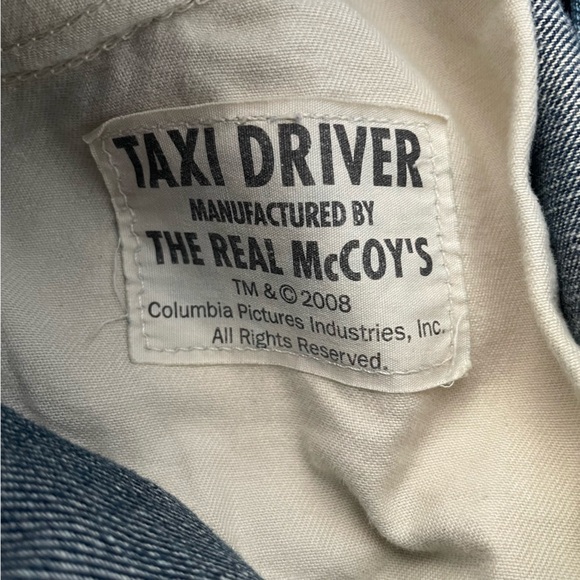 TAXI DRIVER
MANUFACTURED BY
THE REAL McCOY'S
TM & © 2008
Columbia Pictures Industries, Inc.
All Rights Reserved.